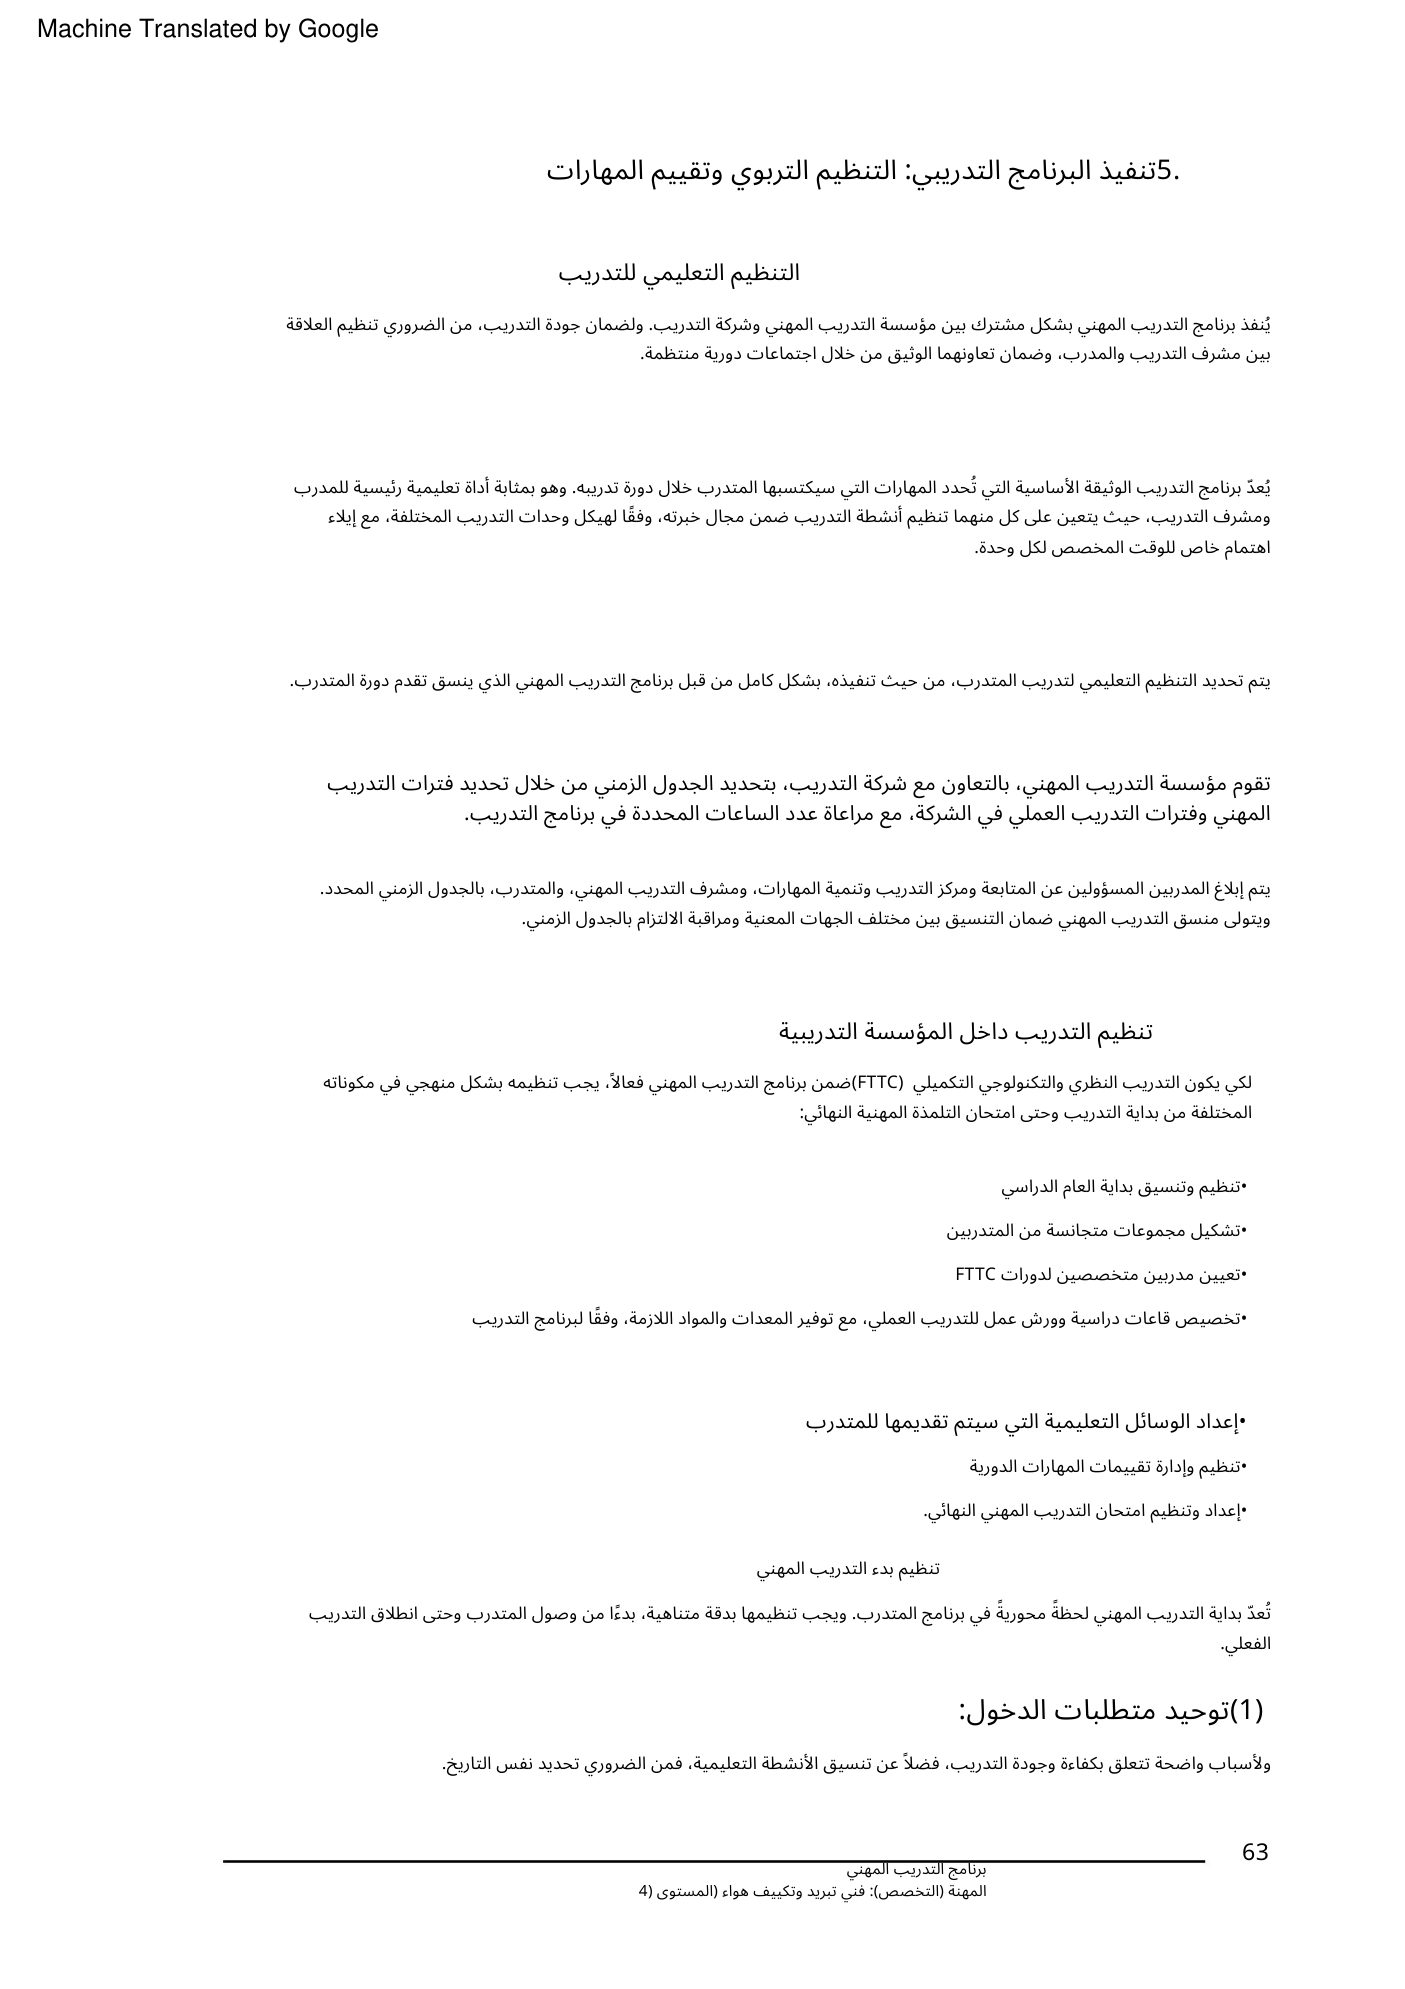 Machine Translated by Google
.5تنفيذ البرنامج التدريبي: التنظيم التربوي وتقييم المهارات
التنظيم التعليمي للتدريب
يُنفذ برنامج التدريب المهني بشكل مشترك بين مؤسسة التدريب المهني وشركة التدريب. ولضمان جودة التدريب، من الضروري تنظيم العلاقة
بين مشرف التدريب والمدرب، وضمان تعاونهما الوثيق من خلال اجتماعات دورية منتظمة.
يُعدّ برنامج التدريب الوثيقة الأساسية التي تُحدد المهارات التي سيكتسبها المتدرب خلال دورة تدريبه. وهو بمثابة أداة تعليمية رئيسية للمدرب
ومشرف التدريب، حيث يتعين على كل منهما تنظيم أنشطة التدريب ضمن مجال خبرته، وفقًا لهيكل وحدات التدريب المختلفة، مع إيلاء
اهتمام خاص للوقت المخصص لكل وحدة.
يتم تحديد التنظيم التعليمي لتدريب المتدرب، من حيث تنفيذه، بشكل كامل من قبل برنامج التدريب المهني الذي ينسق تقدم دورة المتدرب.
تقوم مؤسسة التدريب المهني، بالتعاون مع شركة التدريب، بتحديد الجدول الزمني من خلال تحديد فترات التدريب
المهني وفترات التدريب العملي في الشركة، مع مراعاة عدد الساعات المحددة في برنامج التدريب.
يتم إبلاغ المدربين المسؤولين عن المتابعة ومركز التدريب وتنمية المهارات، ومشرف التدريب المهني، والمتدرب، بالجدول الزمني المحدد.
ويتولى منسق التدريب المهني ضمان التنسيق بين مختلف الجهات المعنية ومراقبة الالتزام بالجدول الزمني.
تنظيم التدريب داخل المؤسسة التدريبية
لكي يكون التدريب النظري والتكنولوجي التكميلي (FTTC)ضمن برنامج التدريب المهني فعالاً، يجب تنظيمه بشكل منهجي في مكوناته
المختلفة من بداية التدريب وحتى امتحان التلمذة المهنية النهائي:
•تنظيم وتنسيق بداية العام الدراسي
•تشكيل مجموعات متجانسة من المتدربين
•تعيين مدربين متخصصين لدورات FTTC
•تخصيص قاعات دراسية وورش عمل للتدريب العملي، مع توفير المعدات والمواد اللازمة، وفقًا لبرنامج التدريب
•إعداد الوسائل التعليمية التي سيتم تقديمها للمتدرب
•تنظيم وإدارة تقييمات المهارات الدورية
•إعداد وتنظيم امتحان التدريب المهني النهائي.
تنظيم بدء التدريب المهني
تُعدّ بداية التدريب المهني لحظةً محوريةً في برنامج المتدرب. ويجب تنظيمها بدقة متناهية، بدءًا من وصول المتدرب وحتى انطلاق التدريب
الفعلي.
(1)توحيد متطلبات الدخول:
ولأسباب واضحة تتعلق بكفاءة وجودة التدريب، فضلاً عن تنسيق الأنشطة التعليمية، فمن الضروري تحديد نفس التاريخ.
63
برنامج التدريب المهني
المهنة (التخصص): فني تبريد وتكييف هواء (المستوى 4)